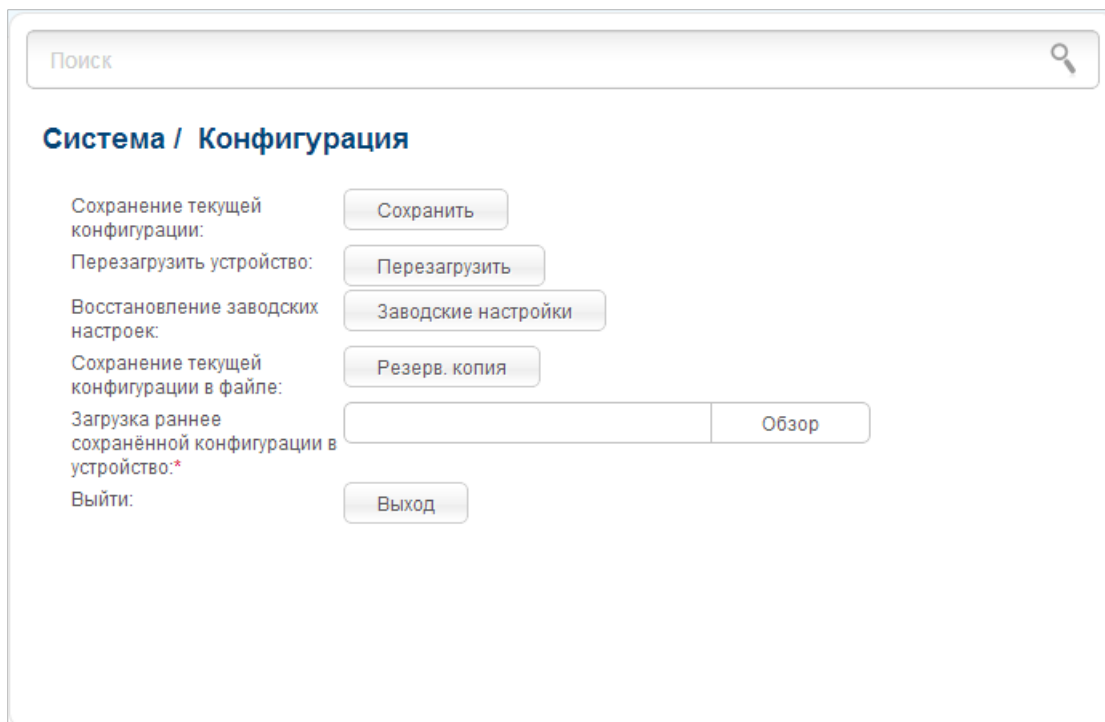 Поиск
Система / Конфигурация
Сохранение текущей
конфигурации:
Сохранить
Перезагрузить устройство:
Перезагрузить
Восстановление заводских
настроек:
Заводские настройки
Сохранение текущей
конфигурации в файле:
Резерв. копия
Загрузка раннее
сохранённой конфигурации в
устройство:*
Обзор
Выйти:
Выход